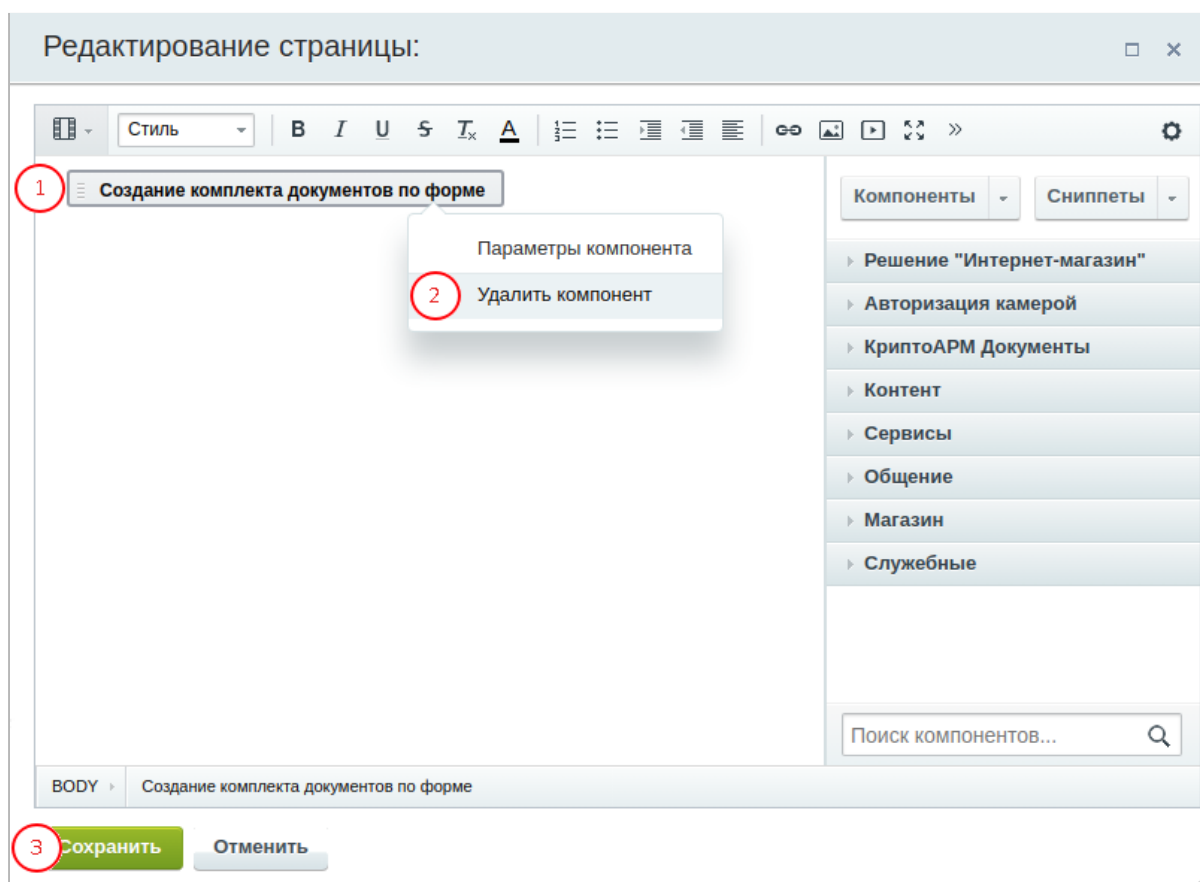 Редактирование страницы:
Стиль
B I U S Tx A
1 Создание комплекта документов по форме
Параметры компонента
2 Удалить компонент
Компоненты Сниппеты
Решение "Интернет-магазин"
Авторизация камерой
КриптоАРМ Документы
Контент
Сервисы
Общение
Магазин
Служебные
Поиск компонентов...
BODY Создание комплекта документов по форме
3 Сохранить Отменить